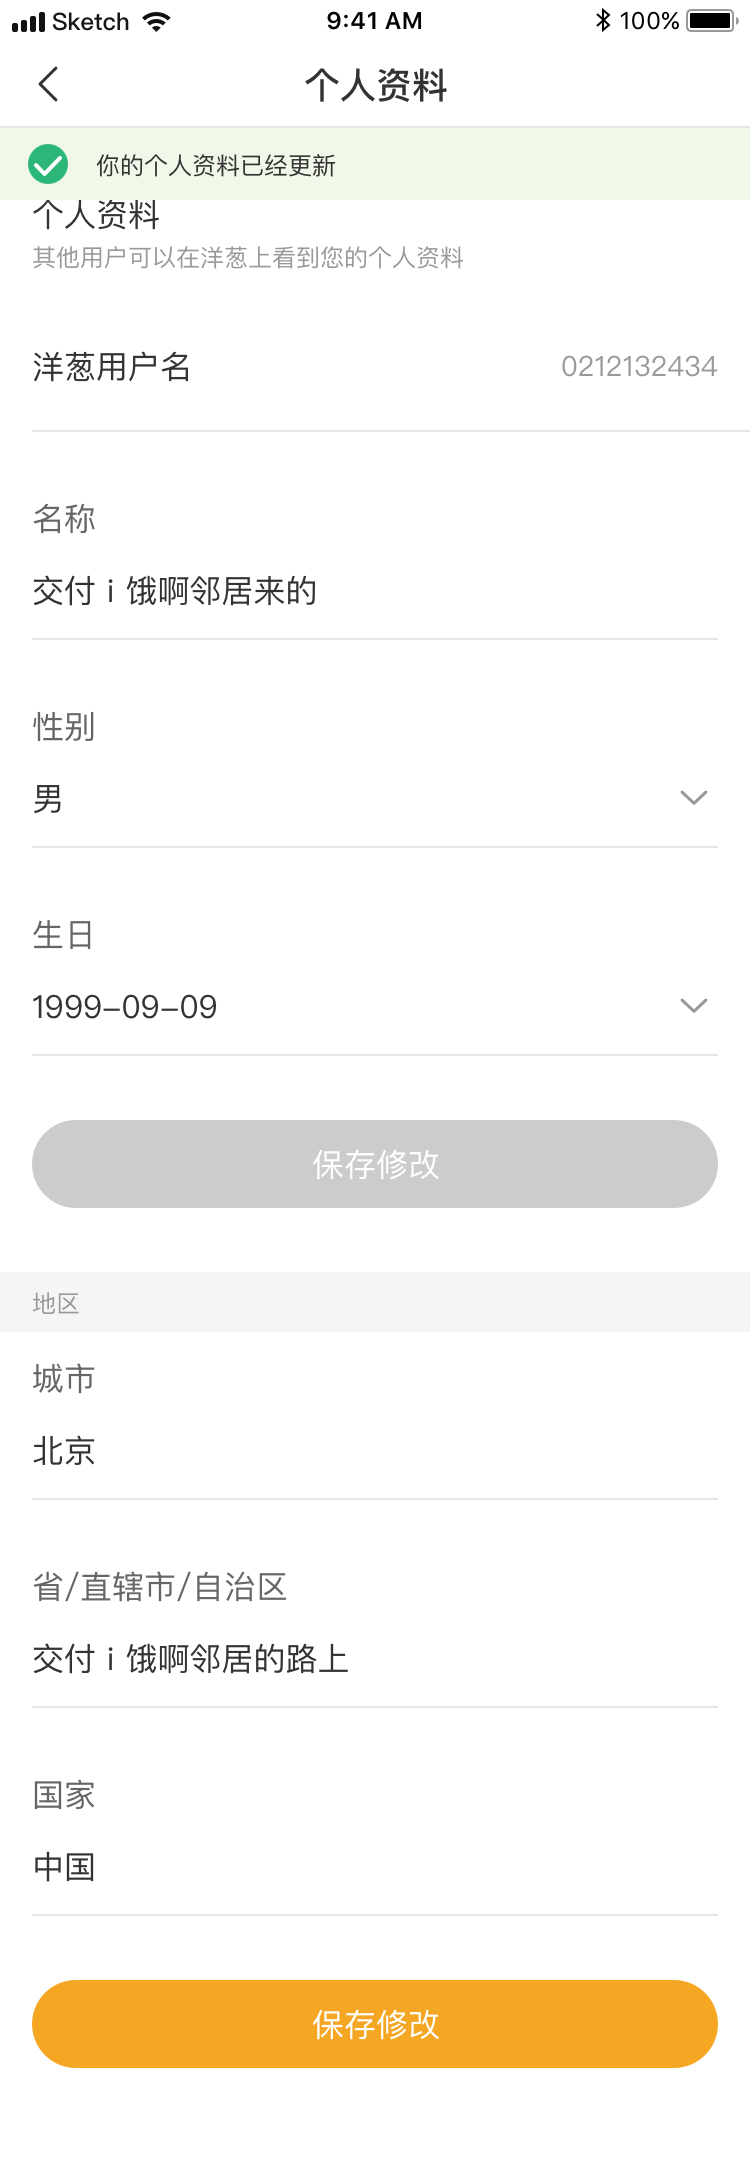 Sketch 9:41 AM 100%
个人资料
你的个人资料已经更新
个人资料
其他用户可以在洋葱上看到您的个人资料
洋葱用户名 0212132434
名称
交付 i 饿啊邻居来的
性别
男
生日
1999-09-09
保存修改
地区
城市
北京
省/直辖市/自治区
交付 i 饿啊邻居的路上
国家
中国
保存修改